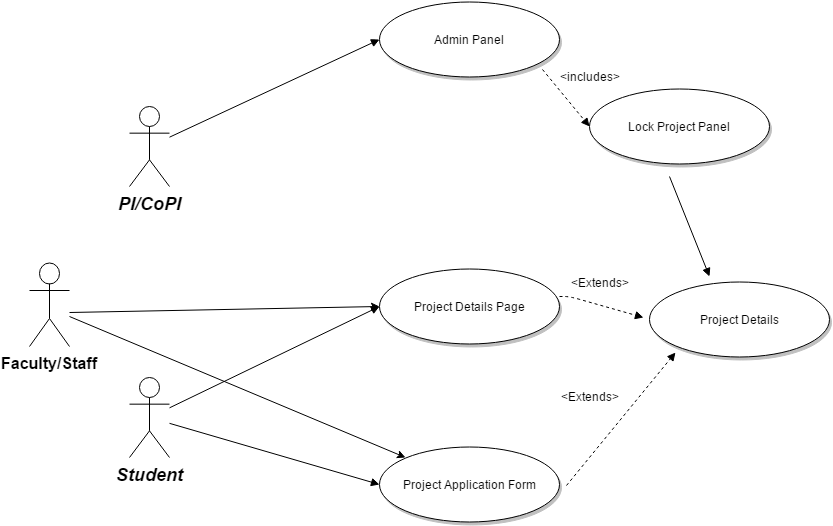 Admin Panel
<includes>
Lock Project Panel
PI/CoPI
<Extends>
Project Details Page
Project Details
Faculty/Staff
<Extends>
Student
Project Application Form